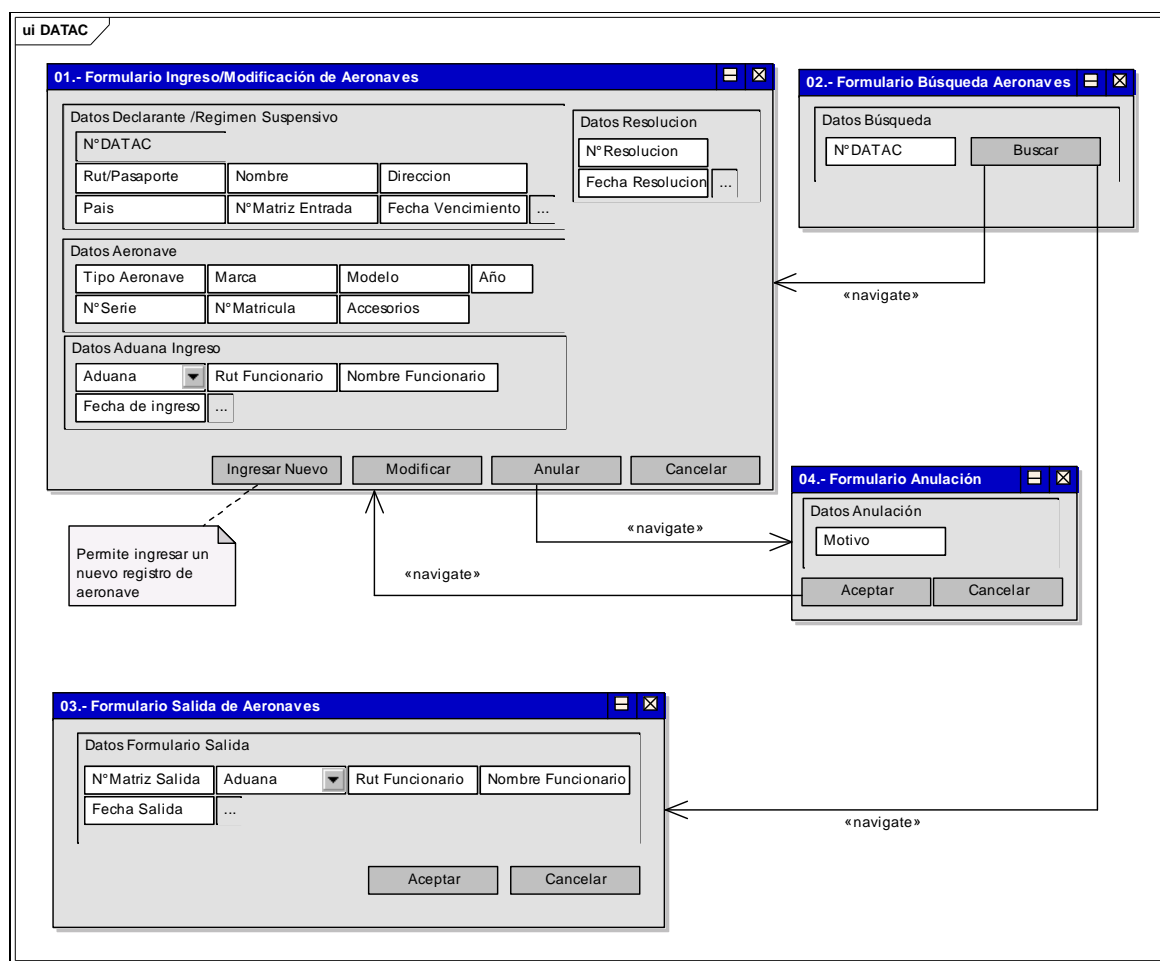 ui DATAC
01.- Formulario Ingreso/Modificación de Aeronaves
Datos Declarante /Regimen Suspensivo
N°DATAC
Rut/Pasaporte Nombre Direccion
Pais N°Matriz Entrada Fecha Vencimiento ...
Datos Resolucion
N°Resolucion
Fecha Resolucion ...
Datos Aeronave
Tipo Aeronave Marca Modelo Año
N°Serie N°Matricula Accesorios
Datos Aduana Ingreso
Aduana Rut Funcionario Nombre Funcionario
Fecha de ingreso ...
Ingresar Nuevo Modificar Anular Cancelar
Permite ingresar un
nuevo registro de
aeronave
02.- Formulario Búsqueda Aeronaves
Datos Búsqueda
N°DATAC Buscar
«navigate»
04.- Formulario Anulación
Datos Anulación
Motivo
Aceptar Cancelar
«navigate»
«navigate»
03.- Formulario Salida de Aeronaves
Datos Formulario Salida
N°Matriz Salida Aduana Rut Funcionario Nombre Funcionario
Fecha Salida ...
Aceptar Cancelar
«navigate»